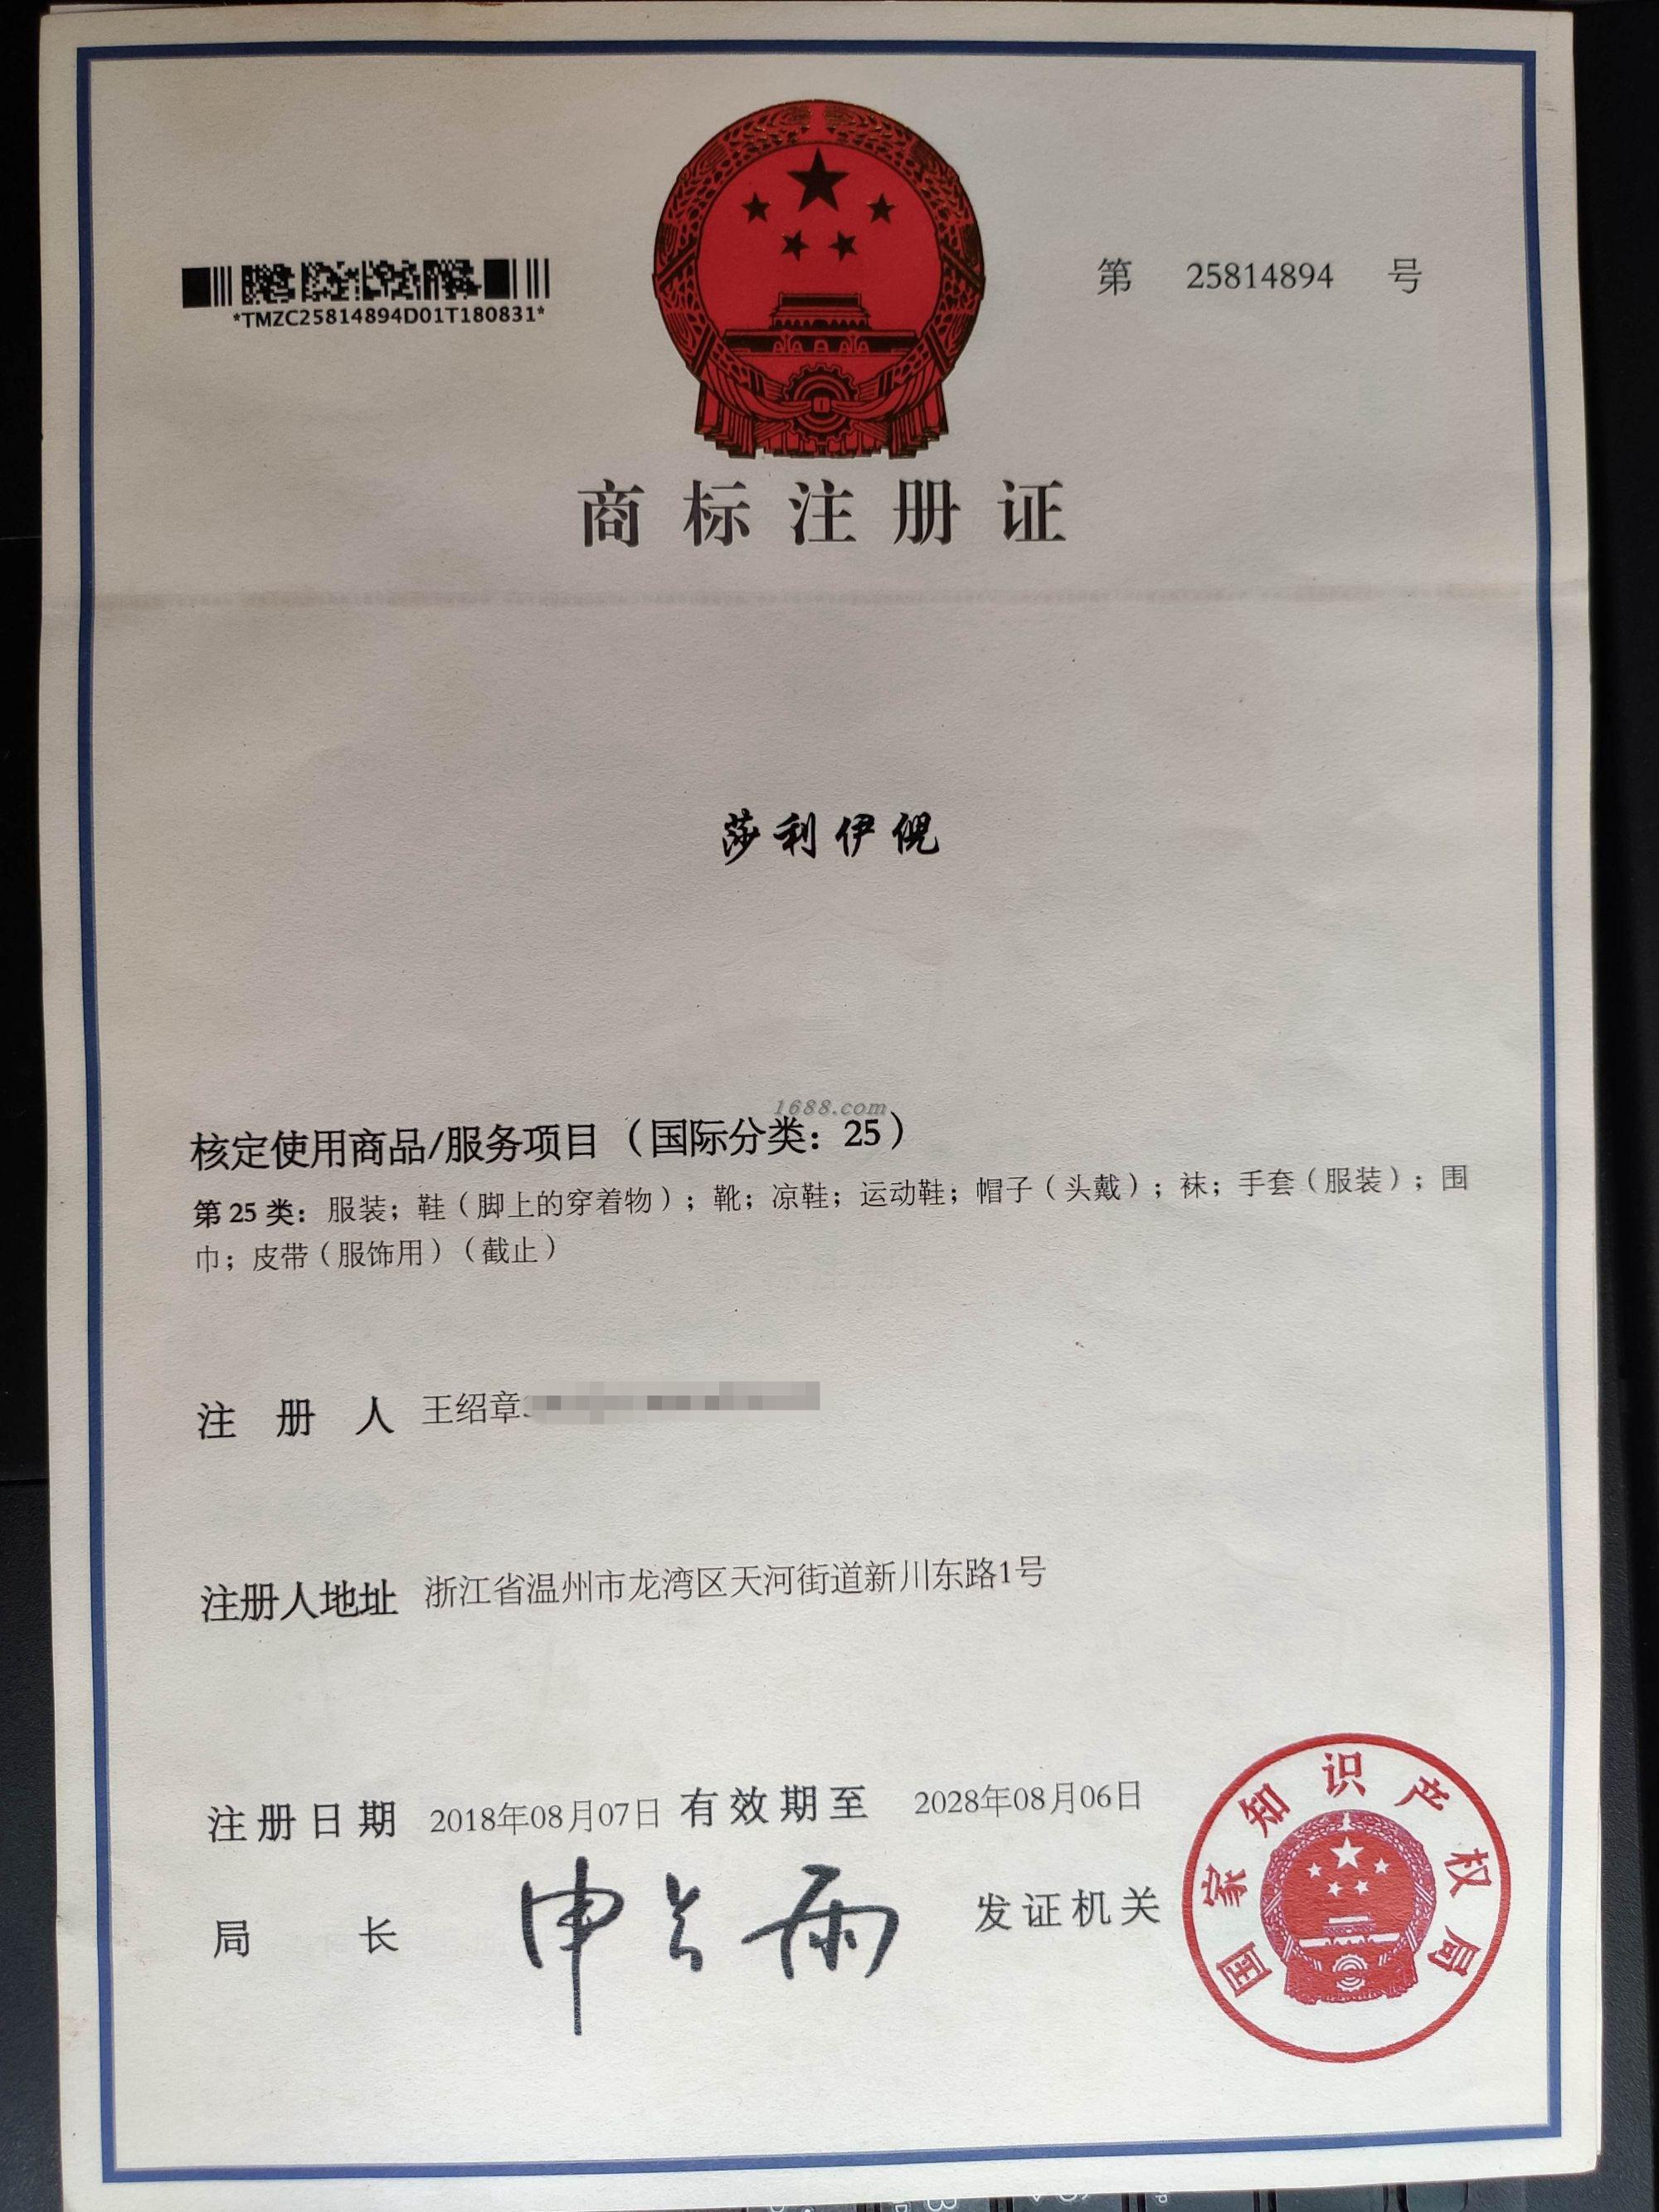 第 25814894 号
*TMZC25814894D01T180831*
商标注册证
莎利伊倪
1688.com
核定使用商品/服务项目（国际分类：25）
第25类：服装；鞋（脚上的穿着物）；靴；凉鞋；运动鞋；帽子（头戴）；袜；手套（服装）；围
巾；皮带（服饰用）（截止）
注册人 王绍章
注册人地址 浙江省温州市龙湾区天河街道新川东路1号
注册日期 2018年08月07日 有效期至 2028年08月06日
局长 申长雨 发证机关
国家知识产权局